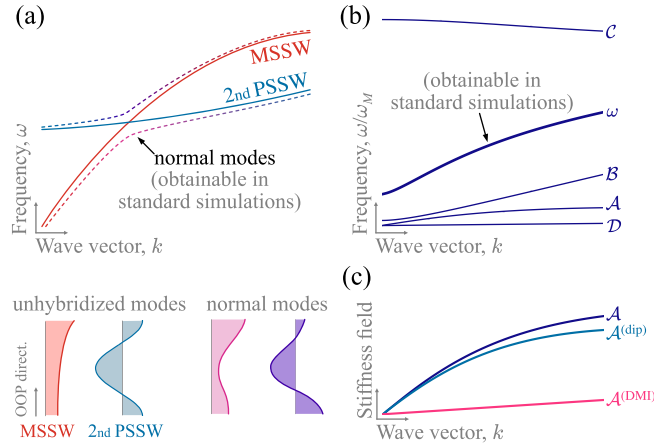 (a)
MSSW
2nd PSSW
normal modes
(obtainable in
standard simulations)
Frequency, ω
Wave vector, k
(b)
C
(obtainable in
standard simulations)
ω
B
A
D
Frequency, ω/ω_M
Wave vector, k
unhybridized modes
normal modes
OOP direct.
MSSW
2nd PSSW
(c)
A
A(dip)
A(DMI)
Stiffness field
Wave vector, k